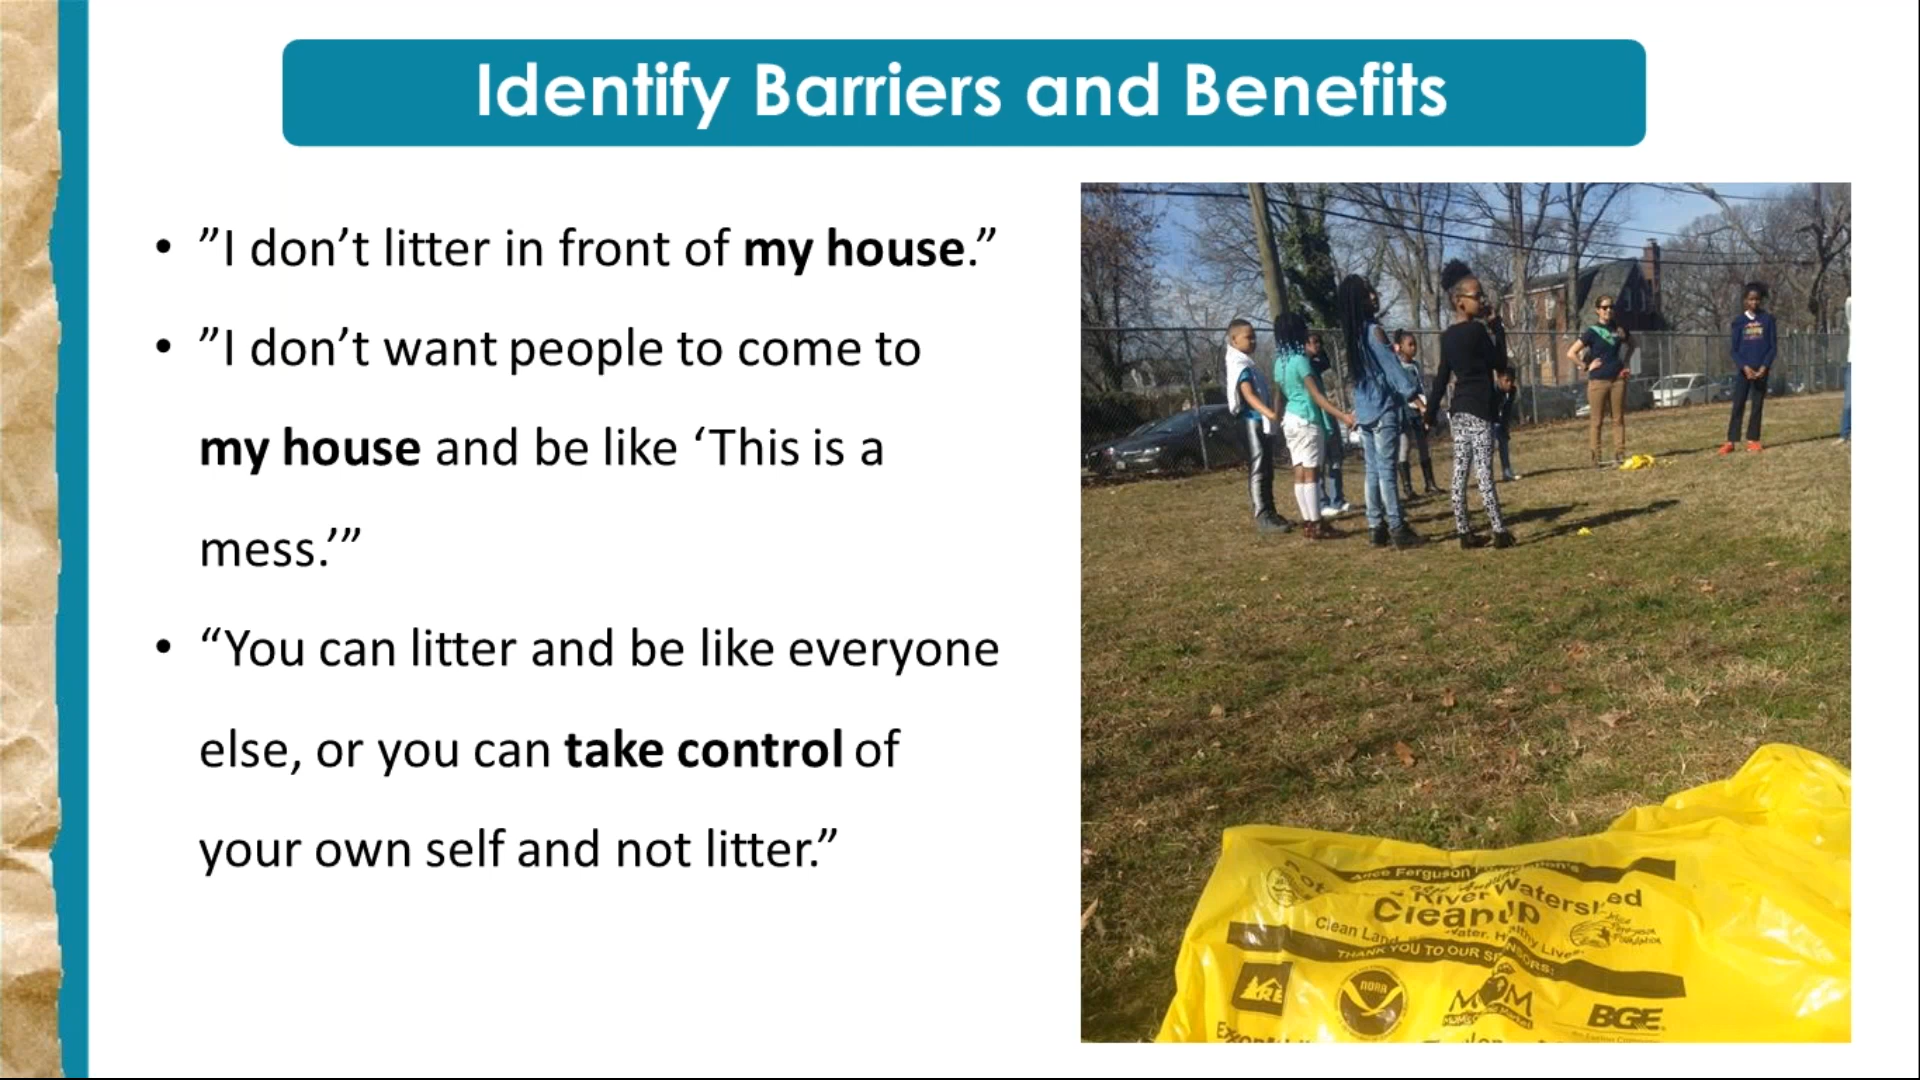 Identify Barriers and Benefits
• ”I don’t litter in front of my house.”
• ”I don’t want people to come to
my house and be like ‘This is a
mess.’”
• “You can litter and be like everyone
else, or you can take control of
your own self and not litter.”
Ferguson
River Watershed
Cleanup
Clean Land, Water, Healthy Lives
THANK YOU TO OUR SPONSORS:
NOAA
MOM
BGE